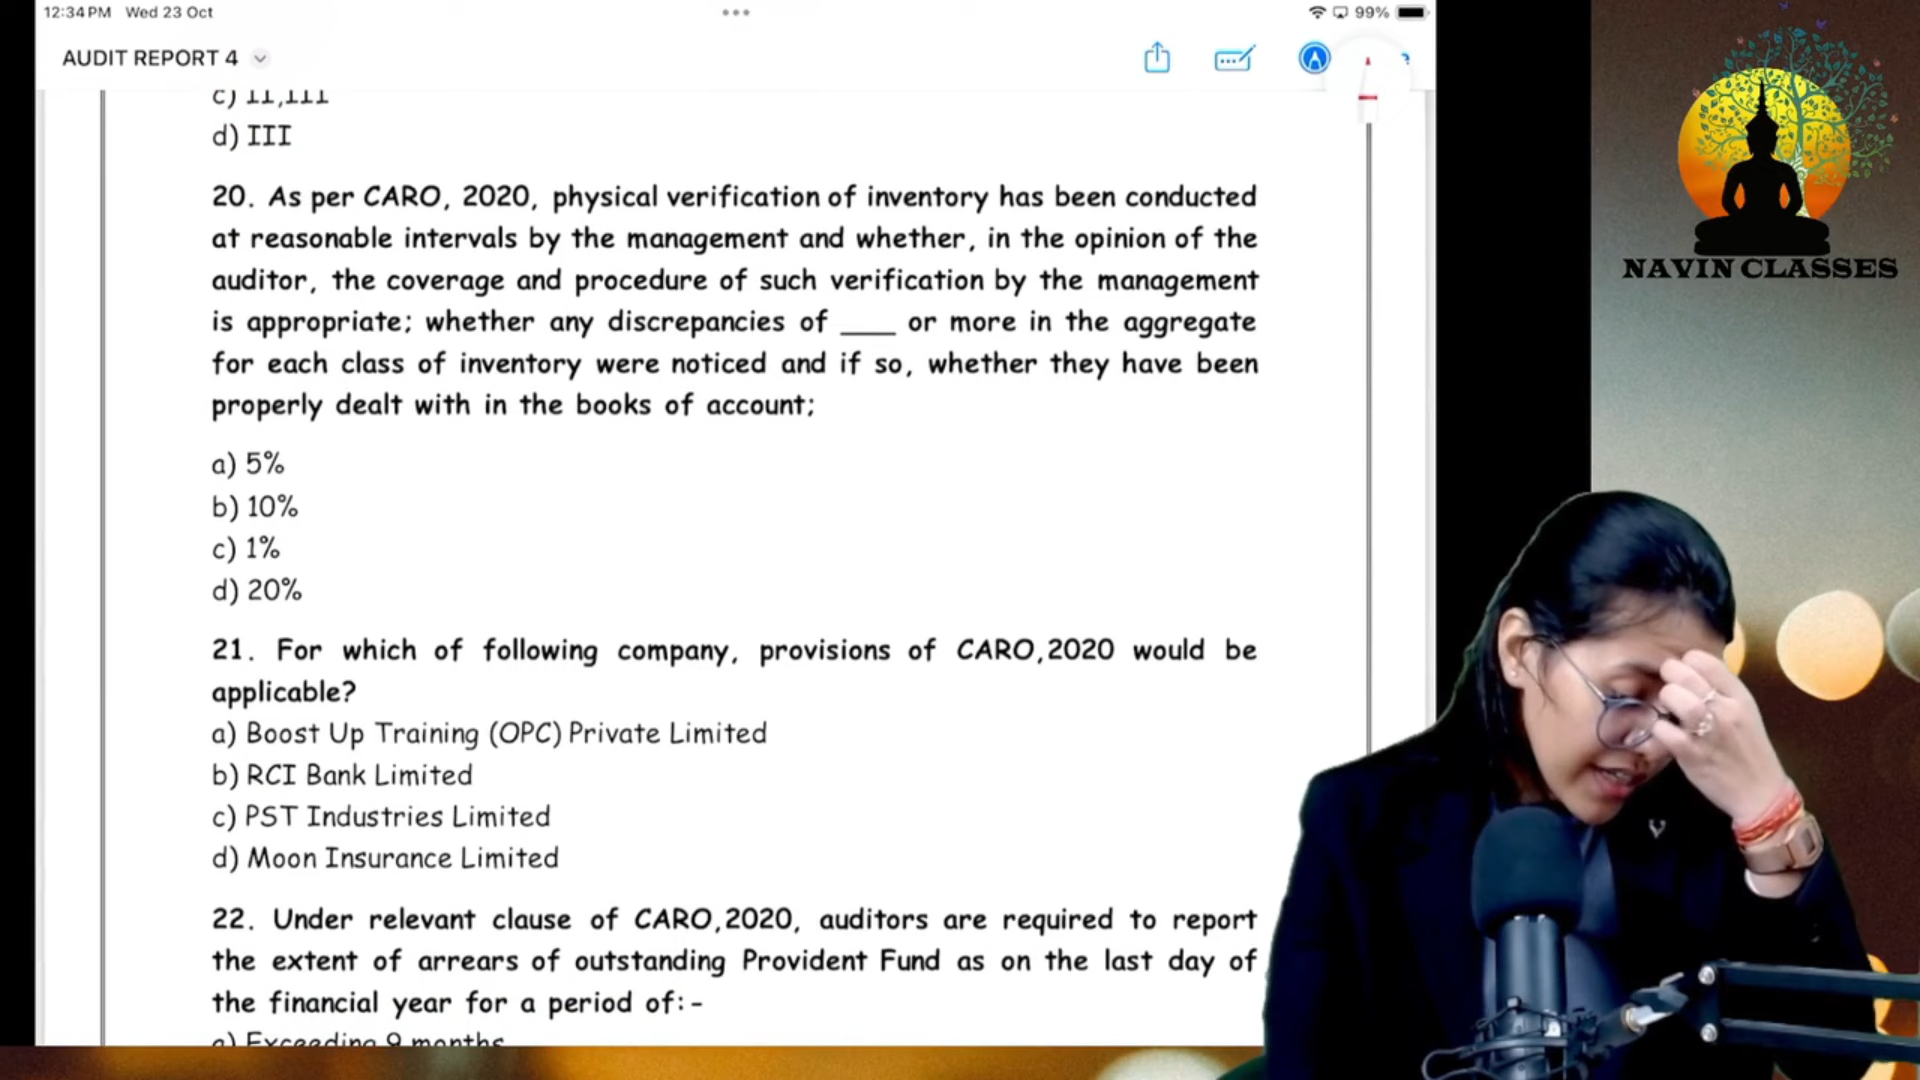 12:34 PM Wed 23 Oct
99%
AUDIT REPORT 4
c) II,III
d) III
20. As per CARO, 2020, physical verification of inventory has been conducted
at reasonable intervals by the management and whether, in the opinion of the
auditor, the coverage and procedure of such verification by the management
is appropriate; whether any discrepancies of ____ or more in the aggregate
for each class of inventory were noticed and if so, whether they have been
properly dealt with in the books of account;
a) 5%
b) 10%
c) 1%
d) 20%
21. For which of following company, provisions of CARO,2020 would be
applicable?
a) Boost Up Training (OPC) Private Limited
b) RCI Bank Limited
c) PST Industries Limited
d) Moon Insurance Limited
22. Under relevant clause of CARO,2020, auditors are required to report
the extent of arrears of outstanding Provident Fund as on the last day of
the financial year for a period of:-
a) Exceeding 9 months
NAVIN CLASSES